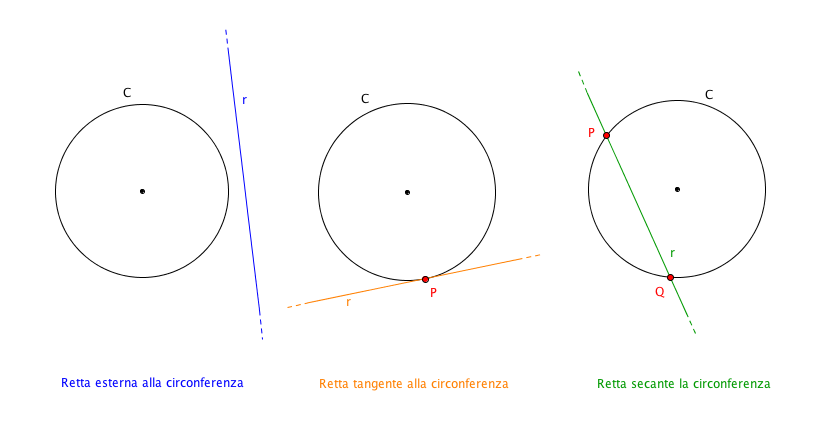 C
r
Retta esterna alla circonferenza
C
r
P
Retta tangente alla circonferenza
C
P
r
Q
Retta secante la circonferenza